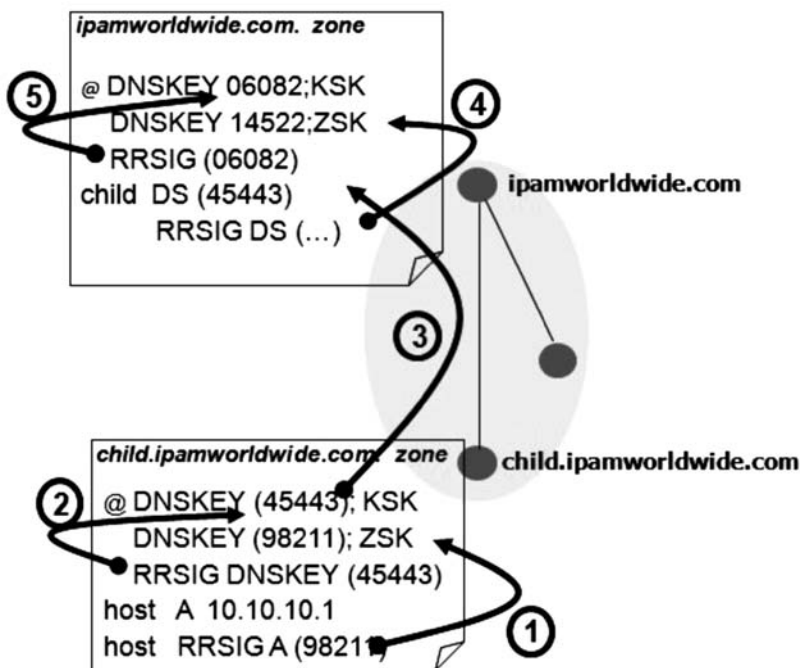 ipamworldwide.com. zone
@ DNSKEY 06082;KSK
DNSKEY 14522;ZSK
RRSIG (06082)
child DS (45443)
RRSIG DS (...)
5
4
ipamworldwide.com
3
child.ipamworldwide.com. zone
child.ipamworldwide.com
@ DNSKEY (45443); KSK
DNSKEY (98211); ZSK
RRSIG DNSKEY (45443)
host A 10.10.10.1
host RRSIG A (98211)
2
1